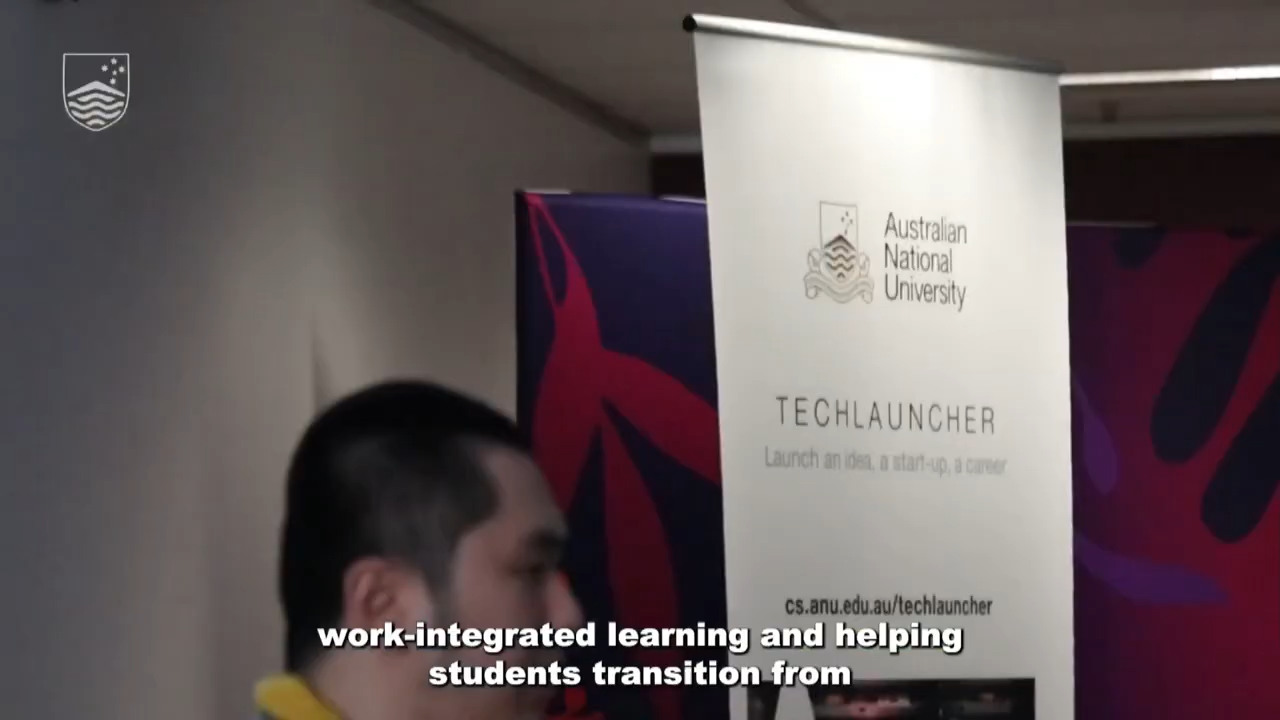 Australian
National
University
TECHLAUNCHER
Launch an idea, a start-up, a career
cs.anu.edu.au/techlauncher
work-integrated learning and helping
students transition from